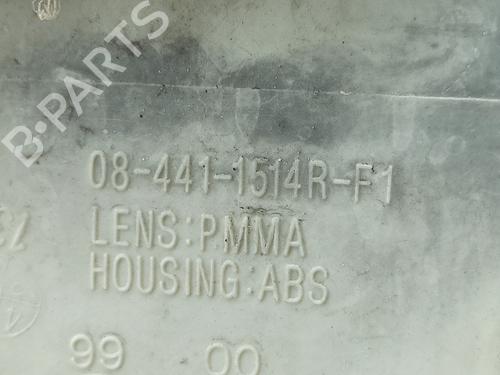 B-PARTS
08-441-1514R-F1
LENS:PMMA
HOUSING:ABS
99 00